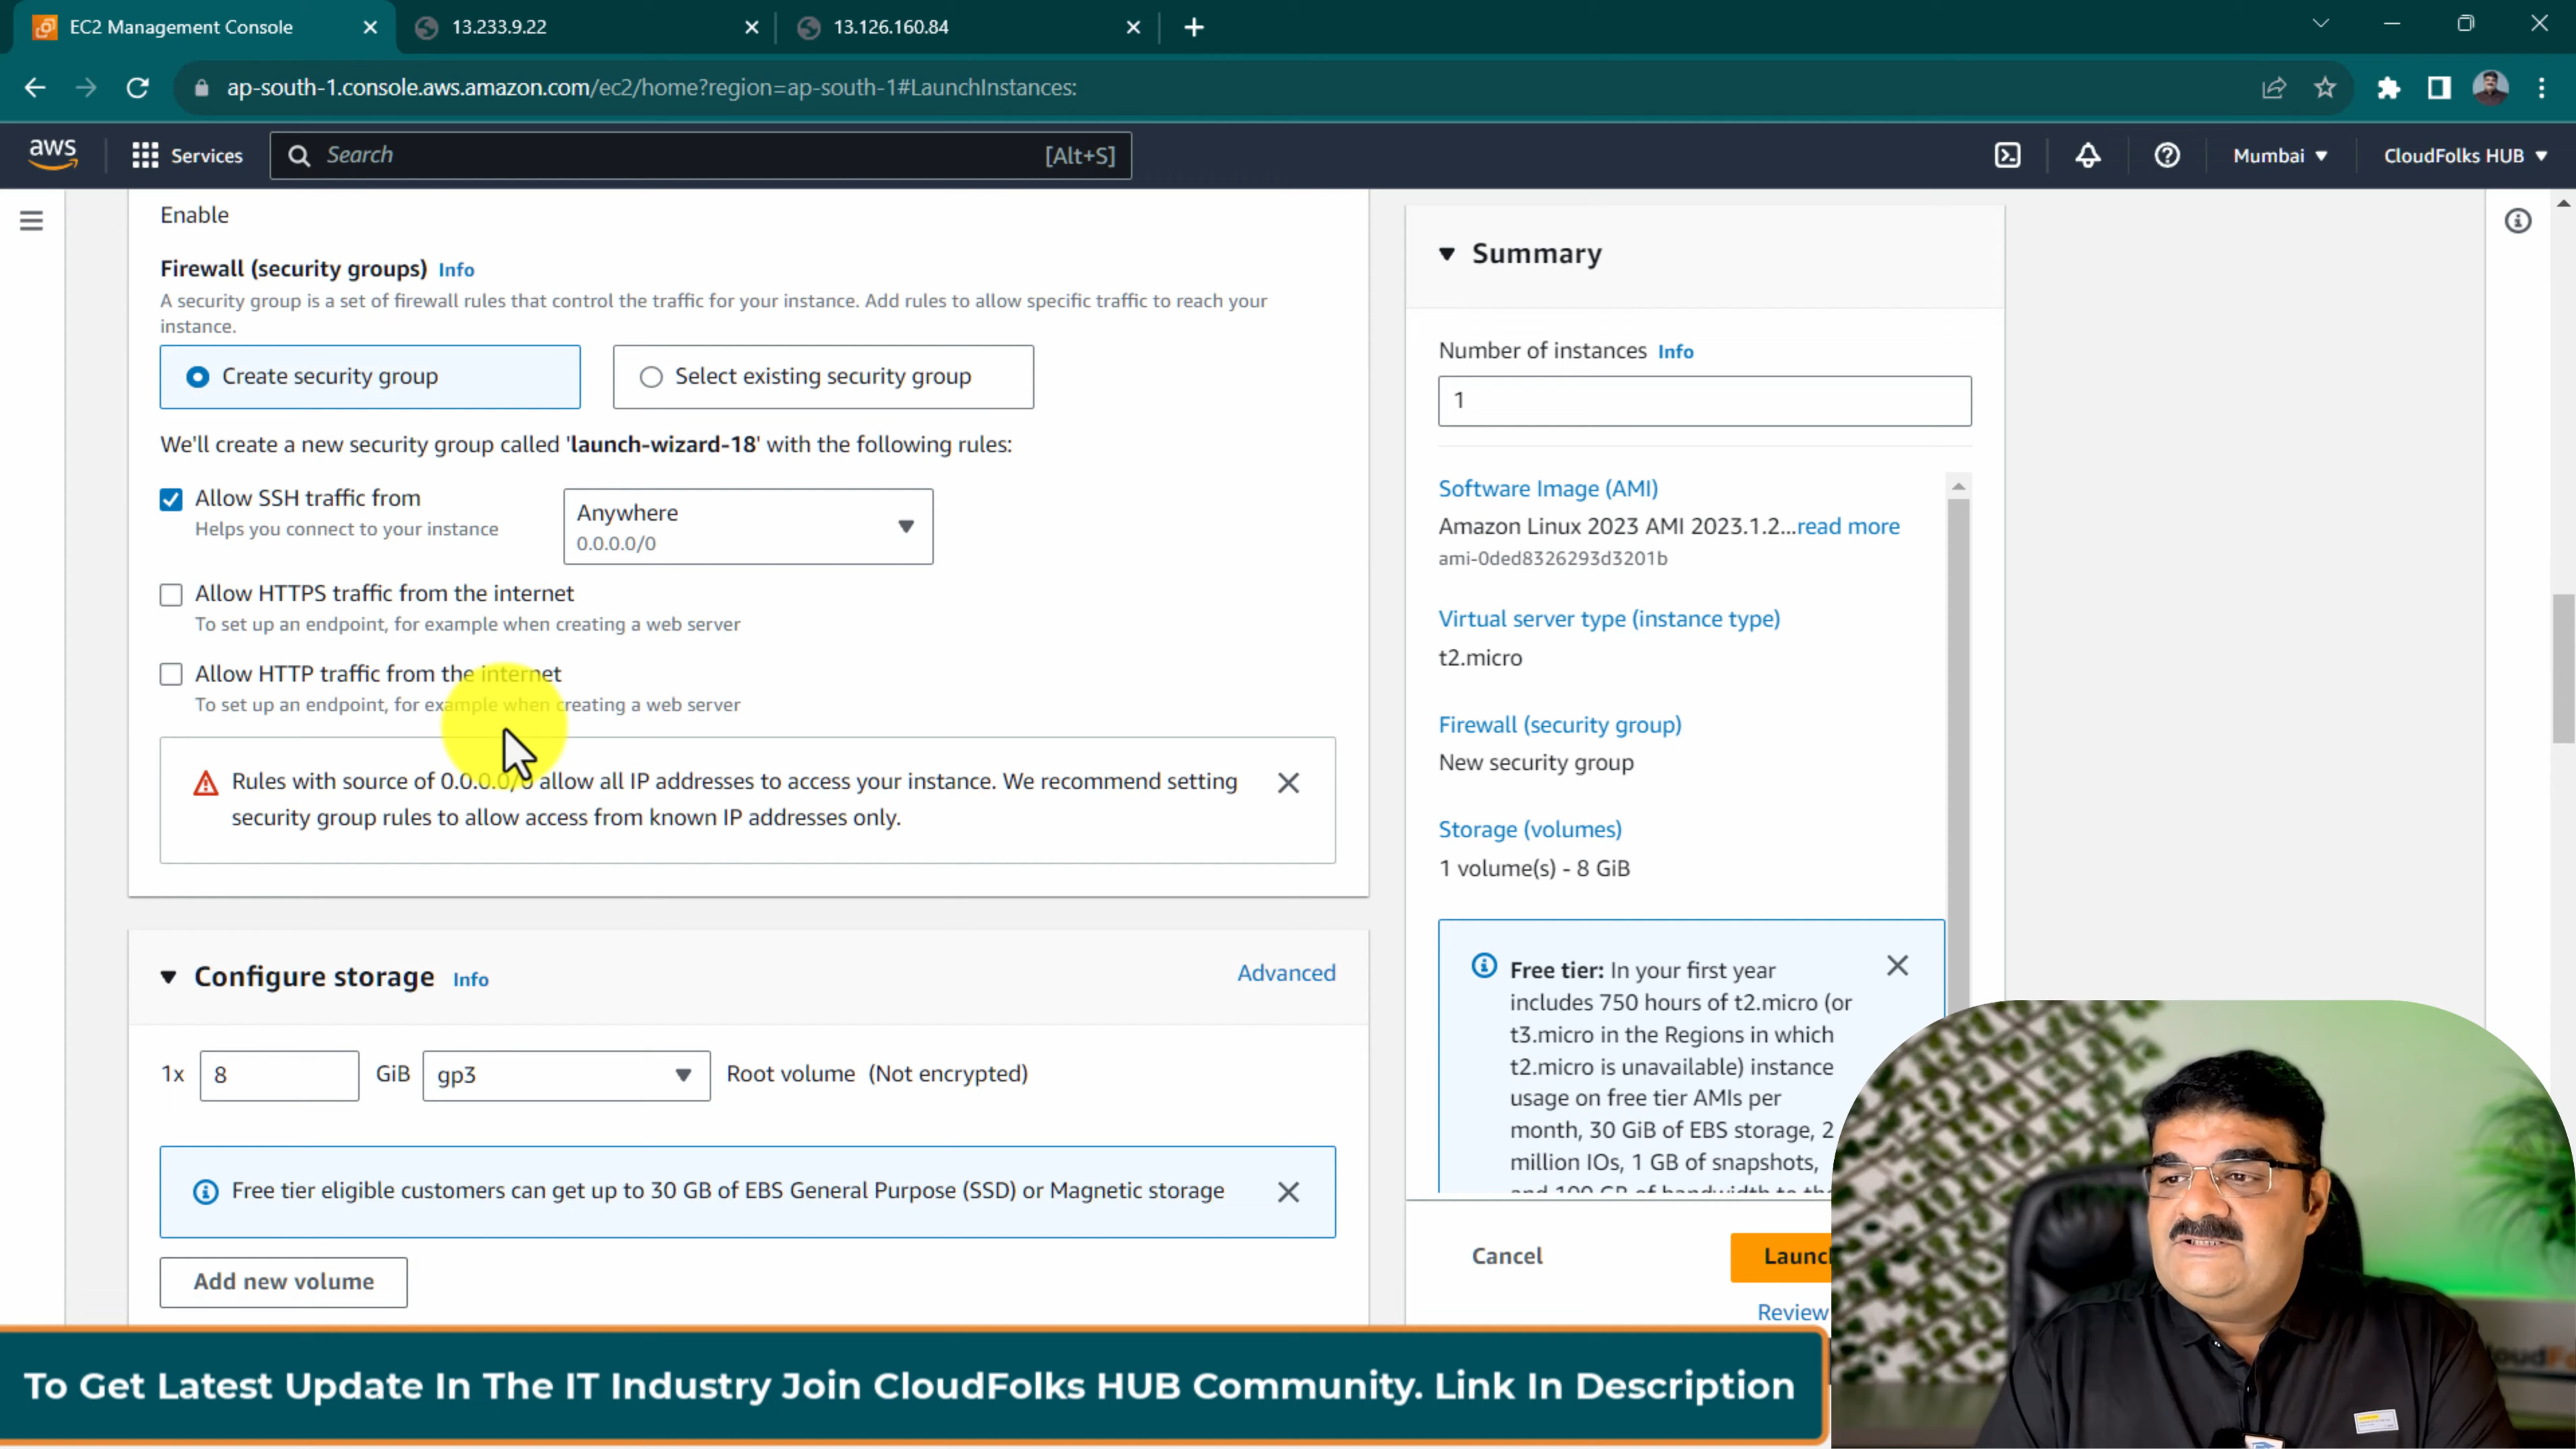 EC2 Management Console
13.233.9.22
13.126.160.84
ap-south-1.console.aws.amazon.com/ec2/home?region=ap-south-1#LaunchInstances:
aws
Services
Search
[Alt+S]
Mumbai
CloudFolks HUB
Enable
Firewall (security groups) Info
A security group is a set of firewall rules that control the traffic for your instance. Add rules to allow specific traffic to reach your
instance.
Create security group
Select existing security group
We'll create a new security group called 'launch-wizard-18' with the following rules:
Allow SSH traffic from
Helps you connect to your instance
Anywhere
0.0.0.0/0
Allow HTTPS traffic from the internet
To set up an endpoint, for example when creating a web server
Allow HTTP traffic from the internet
To set up an endpoint, for example when creating a web server
Rules with source of 0.0.0.0/0 allow all IP addresses to access your instance. We recommend setting
security group rules to allow access from known IP addresses only.
Configure storage Info
Advanced
1x 8 GiB gp3 Root volume (Not encrypted)
Free tier eligible customers can get up to 30 GB of EBS General Purpose (SSD) or Magnetic storage
Add new volume
Summary
Number of instances Info
1
Software Image (AMI)
Amazon Linux 2023 AMI 2023.1.2...read more
ami-0ded8326293d3201b
Virtual server type (instance type)
t2.micro
Firewall (security group)
New security group
Storage (volumes)
1 volume(s) - 8 GiB
Free tier: In your first year
includes 750 hours of t2.micro (or
t3.micro in the Regions in which
t2.micro is unavailable) instance
usage on free tier AMIs per
month, 30 GiB of EBS storage, 2
million IOs, 1 GB of snapshots,
and 100 GB of bandwidth to the
Cancel
Launch
Review
To Get Latest Update In The IT Industry Join CloudFolks HUB Community. Link In Description